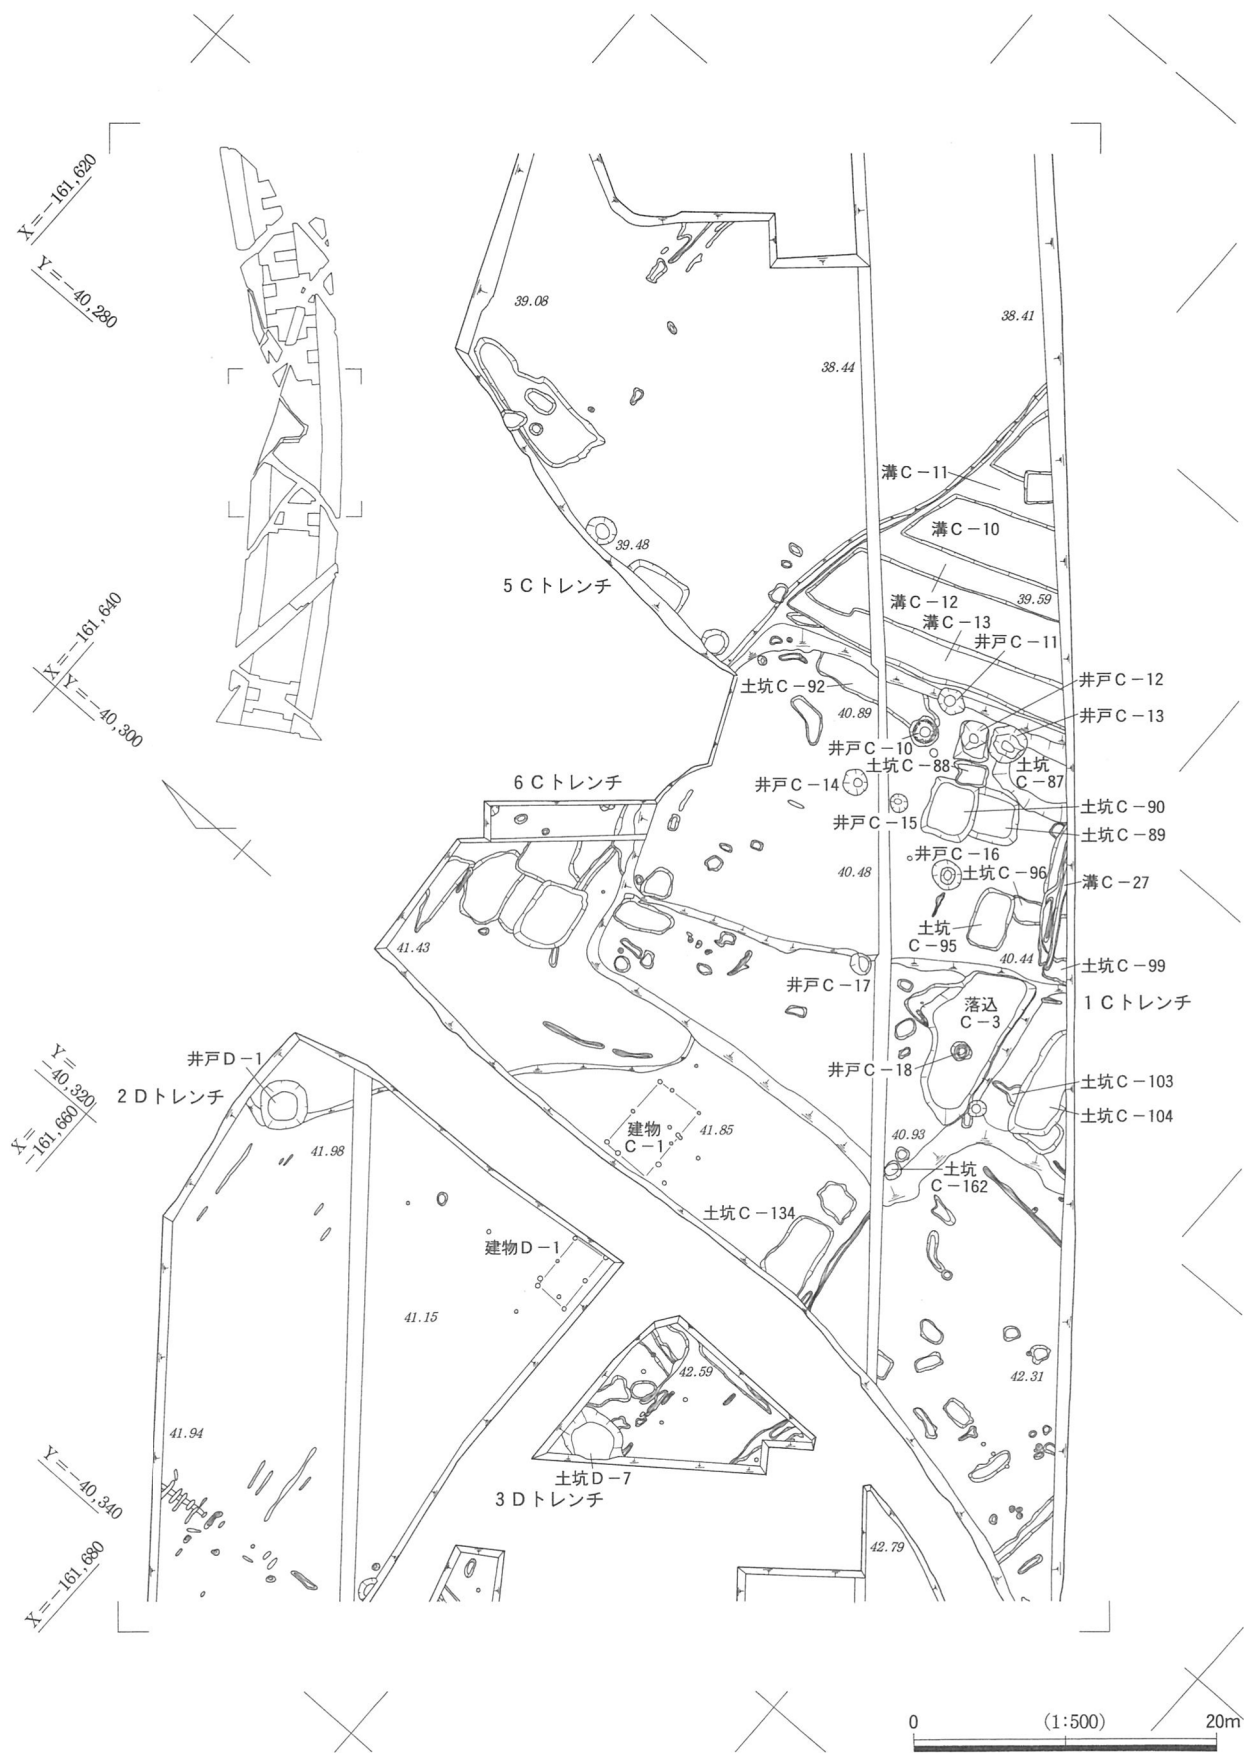 X=-161,620
Y=-40,280
39.08
38.41
38.44
溝C-11
溝C-10
39.48
5Cトレンチ
溝C-12
39.59
溝C-13
X=-161,640
Y=-40,300
井戸C-11
井戸C-12
土坑C-92
40.89
井戸C-13
井戸C-10
土坑C-88
土坑
C-87
6Cトレンチ
井戸C-14
土坑C-90
井戸C-15
土坑C-89
井戸C-16
40.48
土坑C-96
溝C-27
土坑
C-95
41.43
40.44
土坑C-99
井戸C-17
落込
C-3
1Cトレンチ
Y=
-40,320
X=
-161,660
井戸D-1
2Dトレンチ
井戸C-18
土坑C-103
土坑C-104
建物
C-1
41.85
40.93
41.98
土坑
C-162
土坑C-134
建物D-1
41.15
42.59
42.31
41.94
土坑D-7
3Dトレンチ
Y=-40,340
X=-161,680
42.79
0
(1:500)
20m